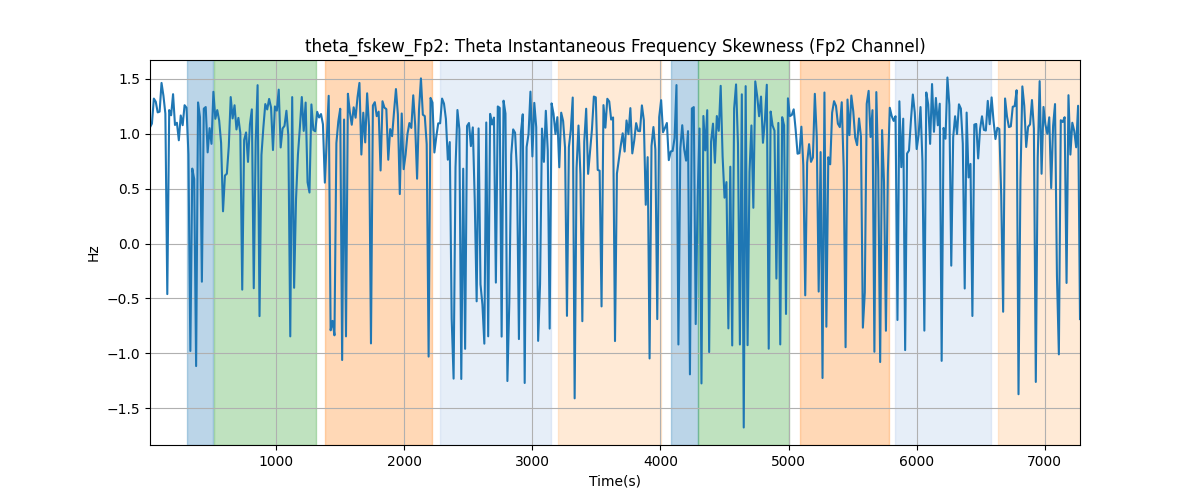 theta_fskew_Fp2: Theta Instantaneous Frequency Skewness (Fp2 Channel)
1.5
1.0
0.5
0.0
−0.5
−1.0
−1.5
Hz
1000 2000 3000 4000 5000 6000 7000
Time(s)